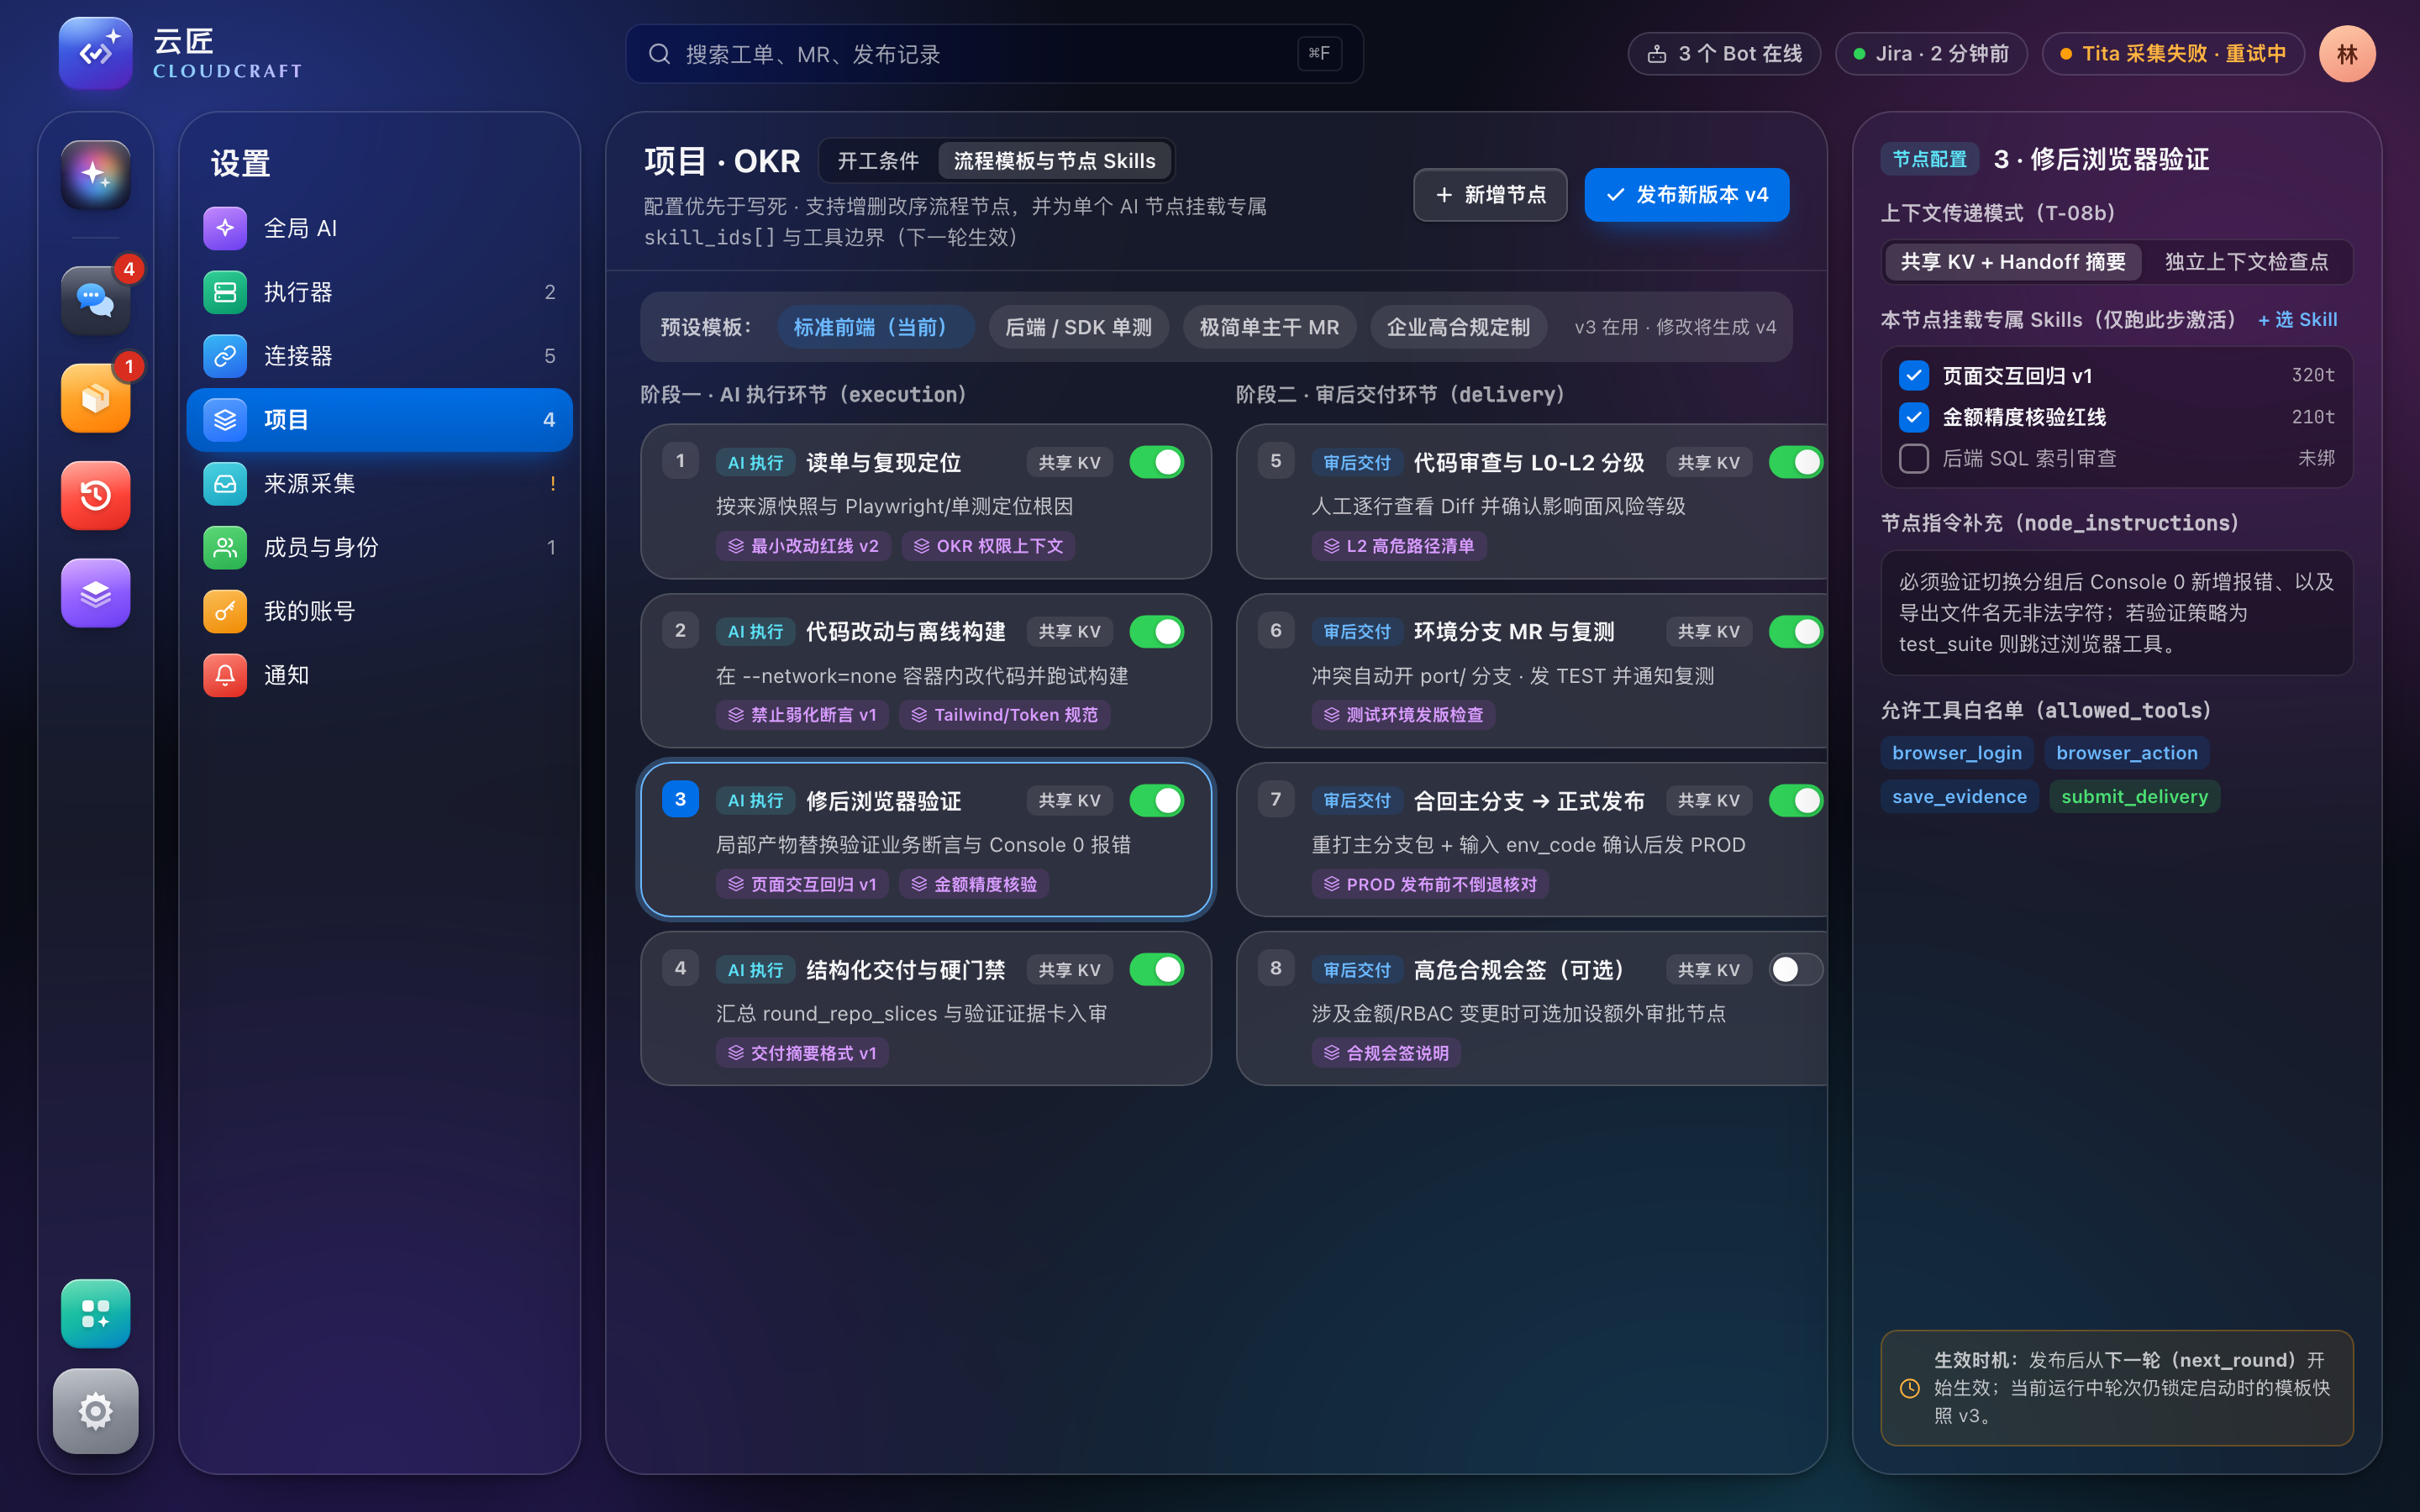 云匠
CLOUDCRAFT
搜索工单、MR、发布记录
⌘F
3 个 Bot 在线
Jira · 2 分钟前
Tita 采集失败 · 重试中
林
4
1
设置
全局 AI
执行器 2
连接器 5
项目 4
来源采集 !
成员与身份 1
我的账号
通知
项目 · OKR
开工条件
流程模板与节点 Skills
配置优先于写死 · 支持增删改序流程节点，并为单个 AI 节点挂载专属
skill_ids[] 与工具边界（下一轮生效）
+ 新增节点
发布新版本 v4
预设模板：
标准前端（当前）
后端 / SDK 单测
极简单主干 MR
企业高合规定制
v3 在用 · 修改将生成 v4
阶段一 · AI 执行环节（execution）
1 AI 执行 读单与复现定位 共享 KV
按来源快照与 Playwright/单测定位根因
最小改动红线 v2 OKR 权限上下文
2 AI 执行 代码改动与离线构建 共享 KV
在 --network=none 容器内改代码并跑试构建
禁止弱化断言 v1 Tailwind/Token 规范
3 AI 执行 修后浏览器验证 共享 KV
局部产物替换验证业务断言与 Console 0 报错
页面交互回归 v1 金额精度核验
4 AI 执行 结构化交付与硬门禁 共享 KV
汇总 round_repo_slices 与验证证据卡入审
交付摘要格式 v1
阶段二 · 审后交付环节（delivery）
5 审后交付 代码审查与 L0-L2 分级 共享 KV
人工逐行查看 Diff 并确认影响面风险等级
L2 高危路径清单
6 审后交付 环境分支 MR 与复测 共享 KV
冲突自动开 port/ 分支 · 发 TEST 并通知复测
测试环境发版检查
7 审后交付 合回主分支 → 正式发布 共享 KV
重打主分支包 + 输入 env_code 确认后发 PROD
PROD 发布前不倒退核对
8 审后交付 高危合规会签（可选） 共享 KV
涉及金额/RBAC 变更时可选加设额外审批节点
合规会签说明
节点配置 3 · 修后浏览器验证
上下文传递模式（T-08b）
共享 KV + Handoff 摘要 独立上下文检查点
本节点挂载专属 Skills（仅跑此步激活） + 选 Skill
页面交互回归 v1 320t
金额精度核验红线 210t
后端 SQL 索引审查 未绑
节点指令补充（node_instructions）
必须验证切换分组后 Console 0 新增报错、以及
导出文件名无非法字符；若验证策略为
test_suite 则跳过浏览器工具。
允许工具白名单（allowed_tools）
browser_login browser_action
save_evidence submit_delivery
生效时机：发布后从下一轮（next_round）开
始生效；当前运行中轮次仍锁定启动时的模板快
照 v3。